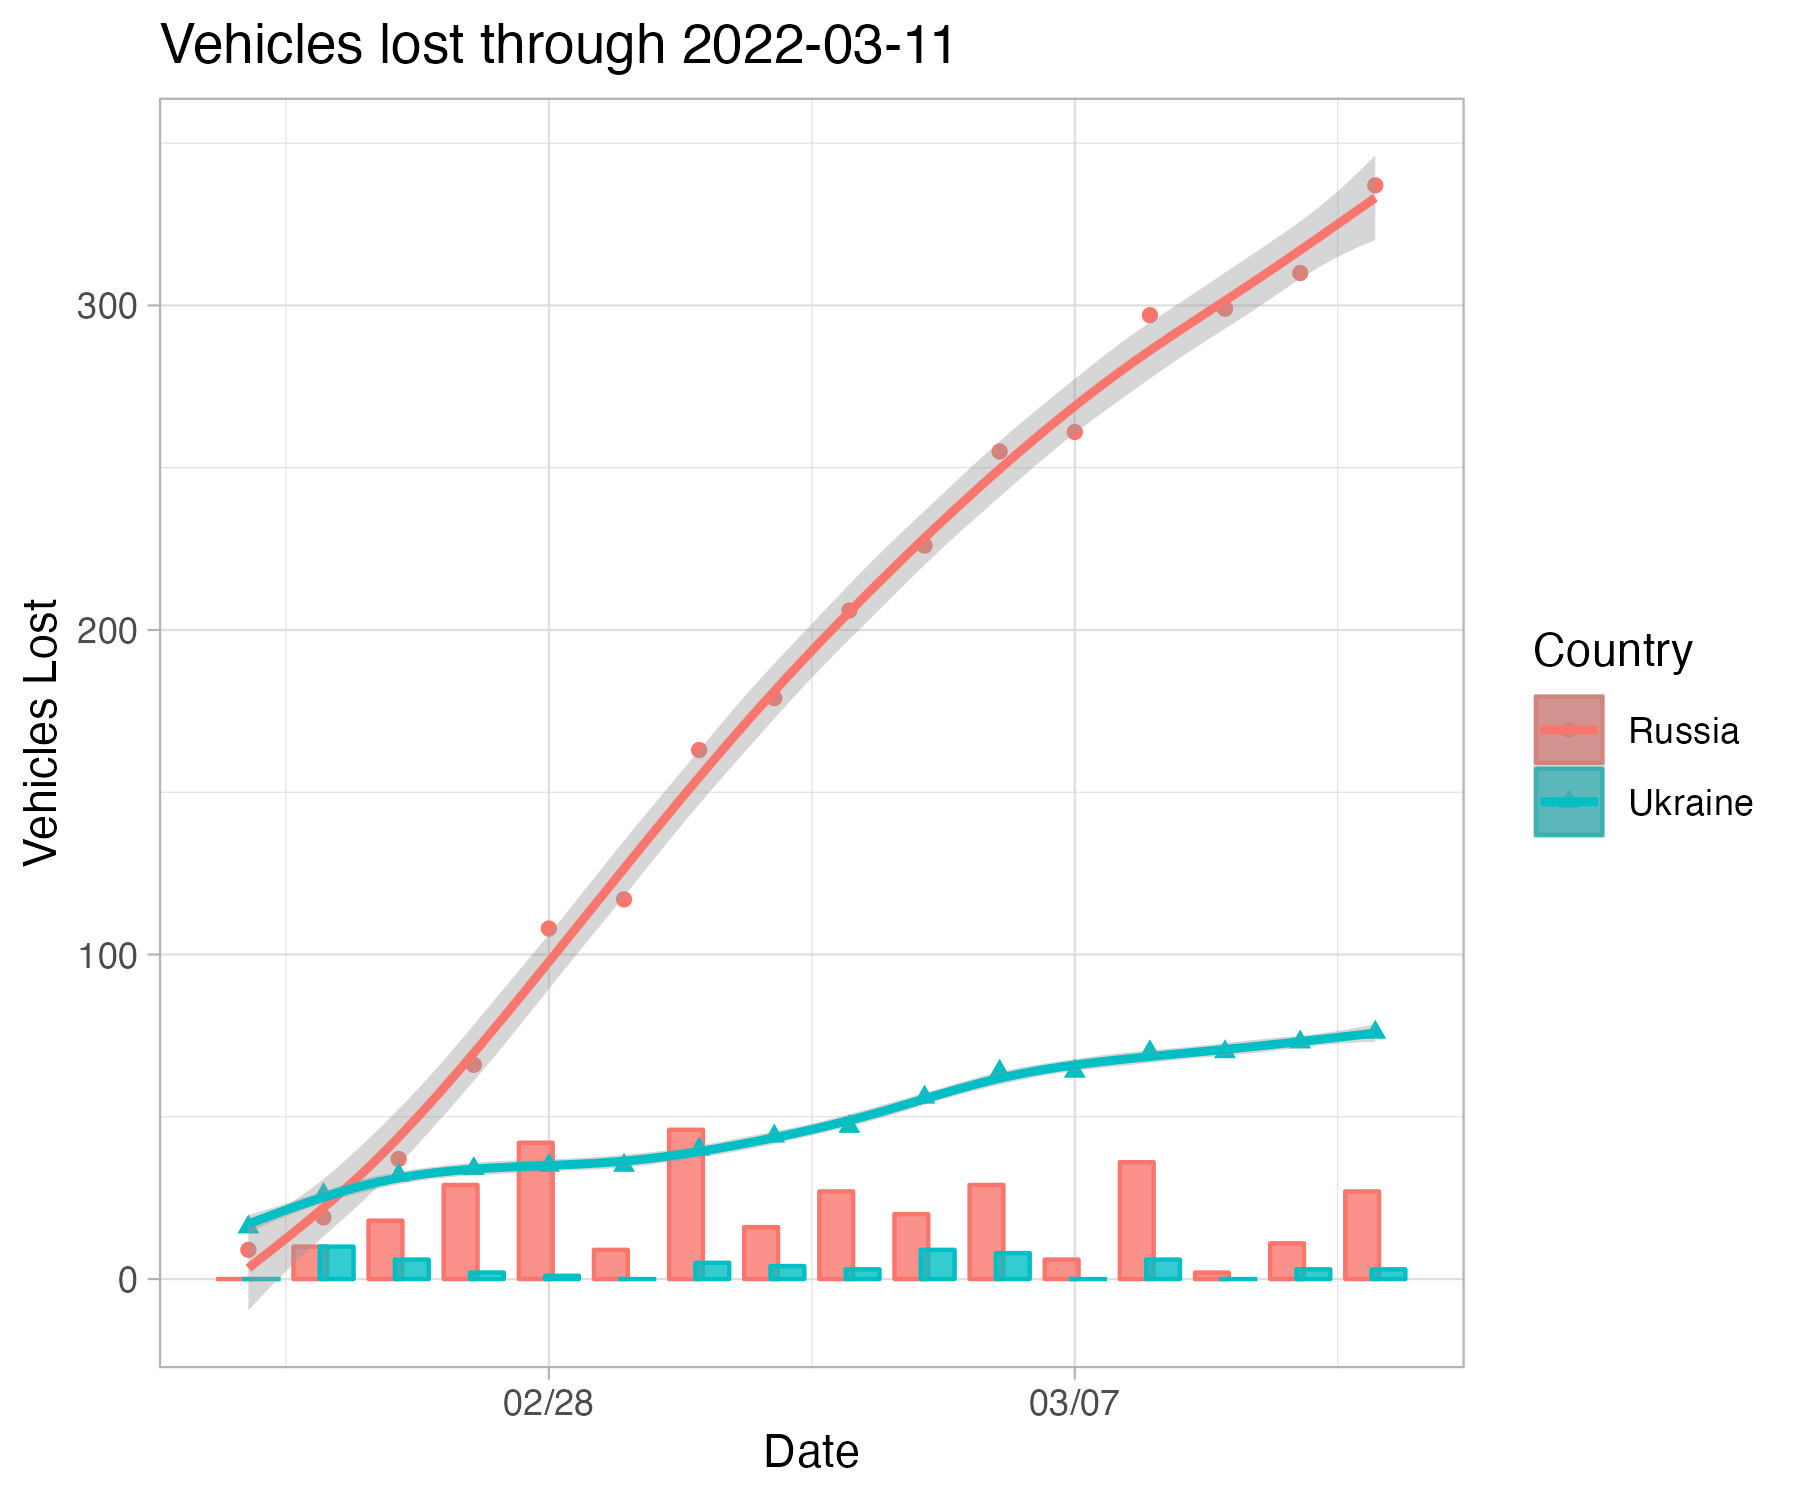 Vehicles lost through 2022-03-11
Vehicles Lost
300
200
100
0
02/28
03/07
Date
Country
Russia
Ukraine